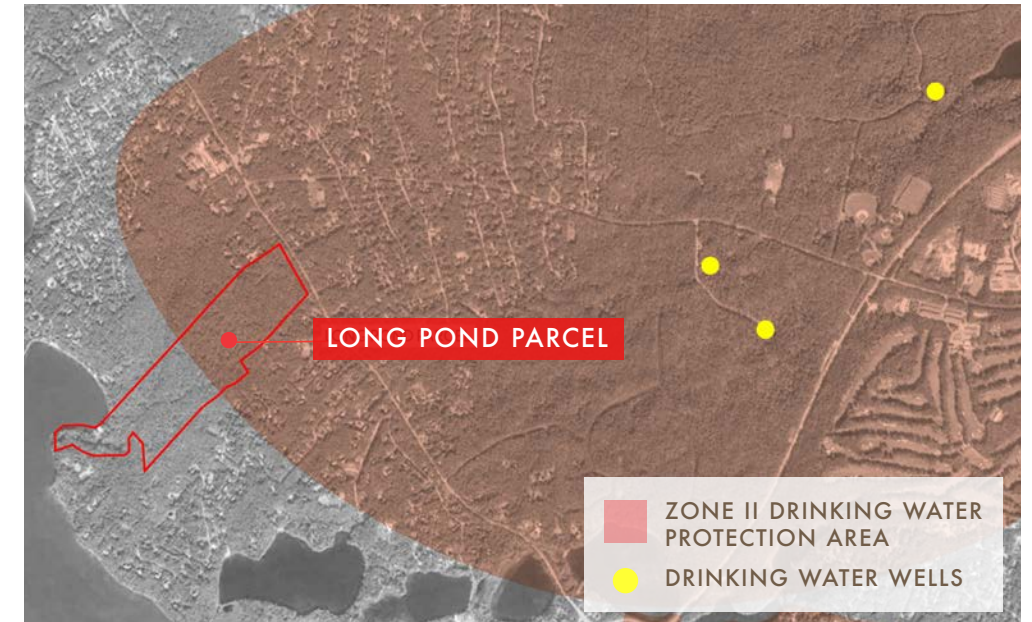 LONG POND PARCEL
ZONE II DRINKING WATER
PROTECTION AREA
DRINKING WATER WELLS